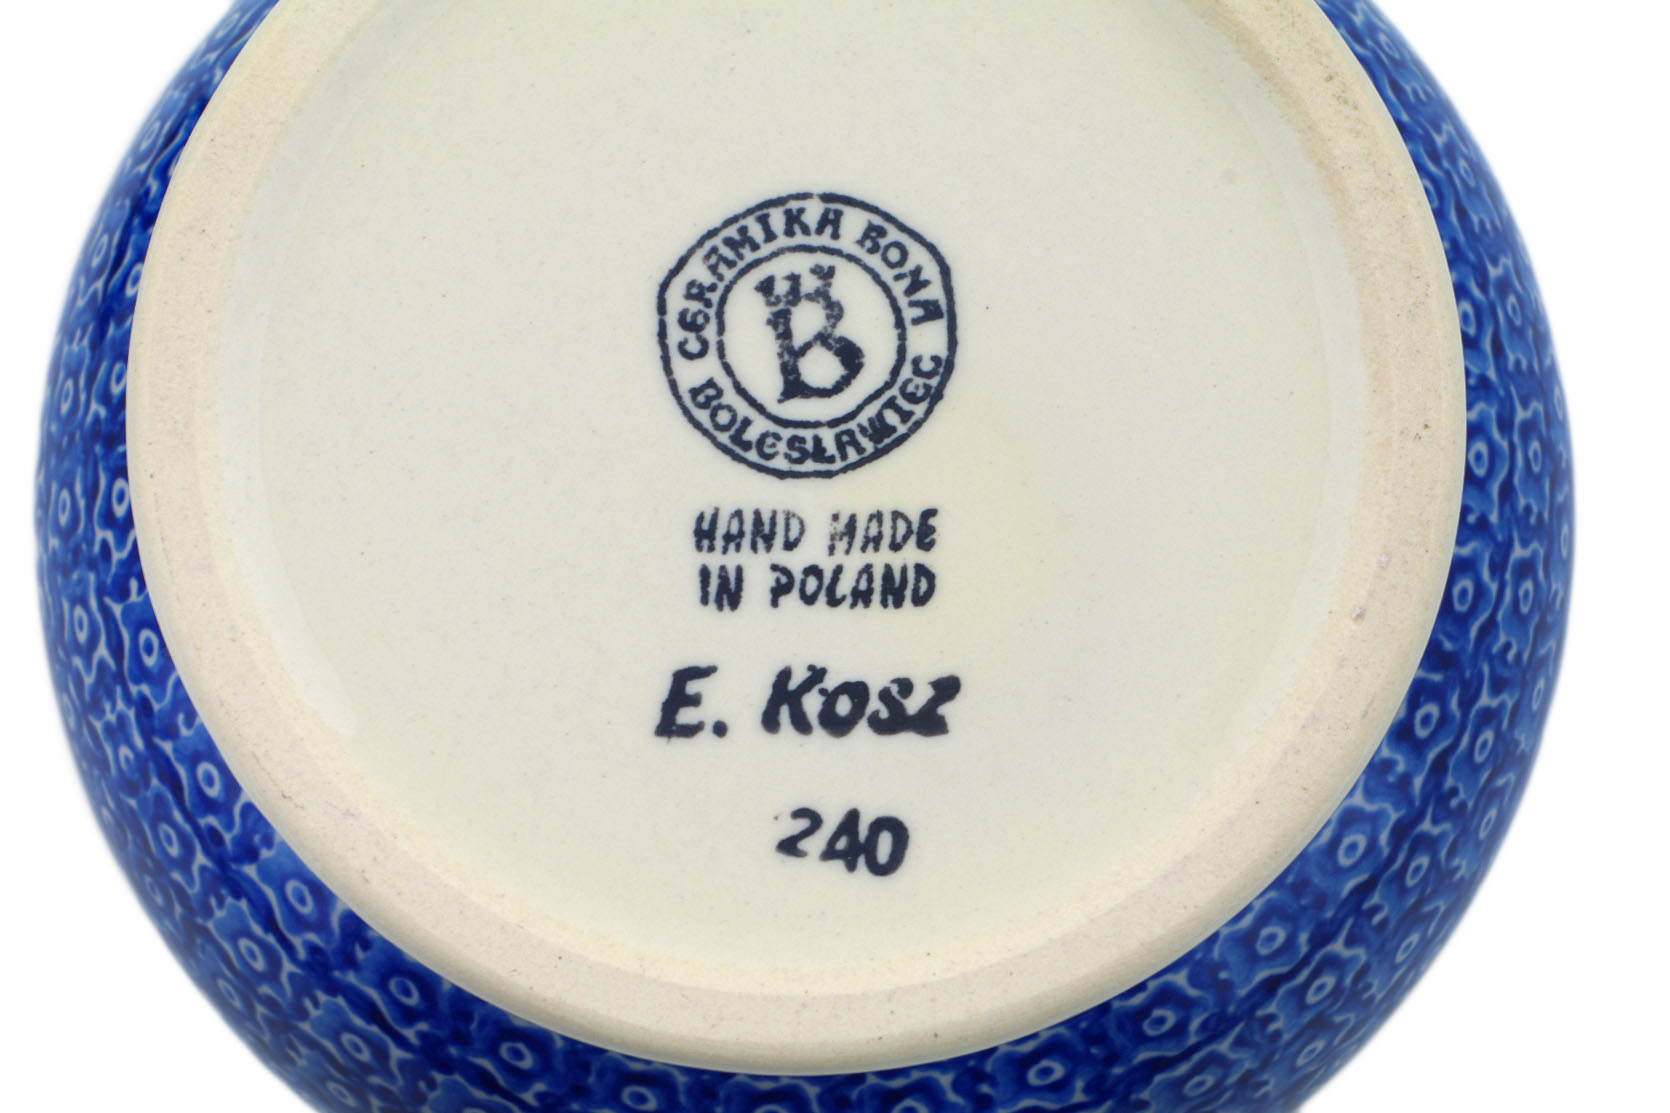 CERAMIKA BONA
B
BOLESŁAWIEC
HAND MADE
IN POLAND
E. Kosz
240